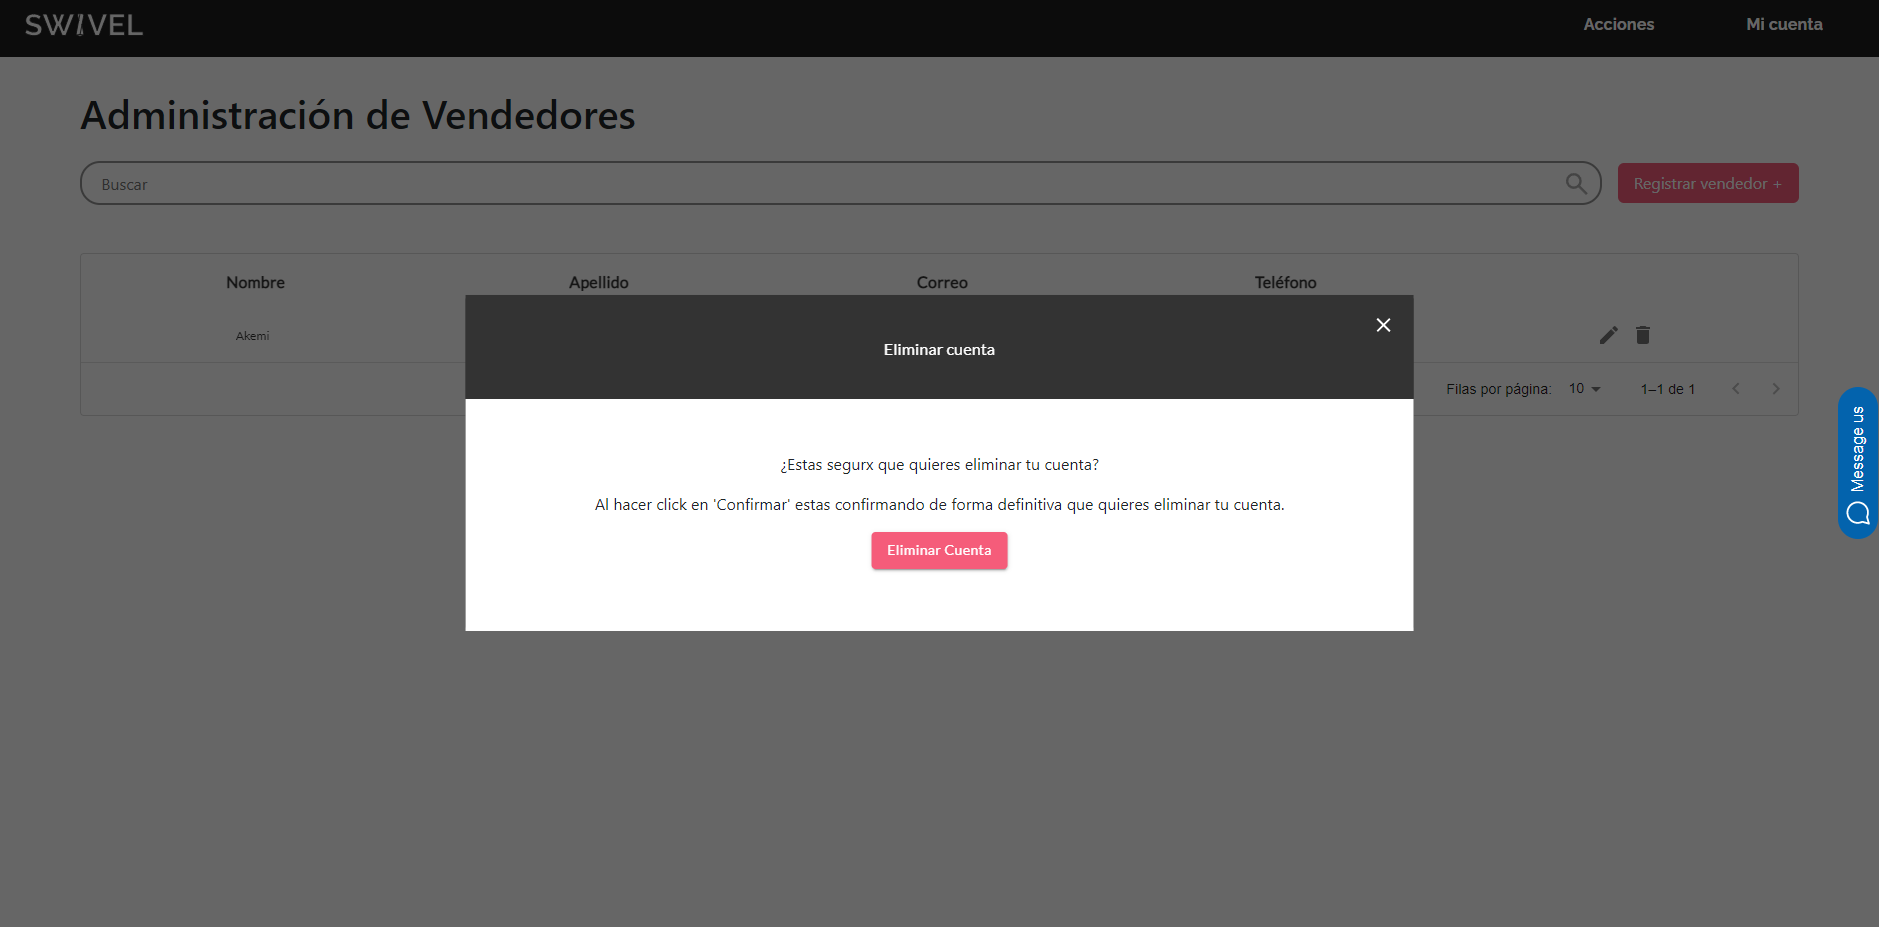 SWIVEL
Acciones
Mi cuenta
Administración de Vendedores
Buscar
Registrar vendedor +
Nombre
Apellido
Correo
Teléfono
Akemi
Eliminar cuenta
¿Estas segurx que quieres eliminar tu cuenta?
Al hacer click en 'Confirmar' estas confirmando de forma definitiva que quieres eliminar tu cuenta.
Eliminar Cuenta
Filas por página: 10
1–1 de 1
Message us